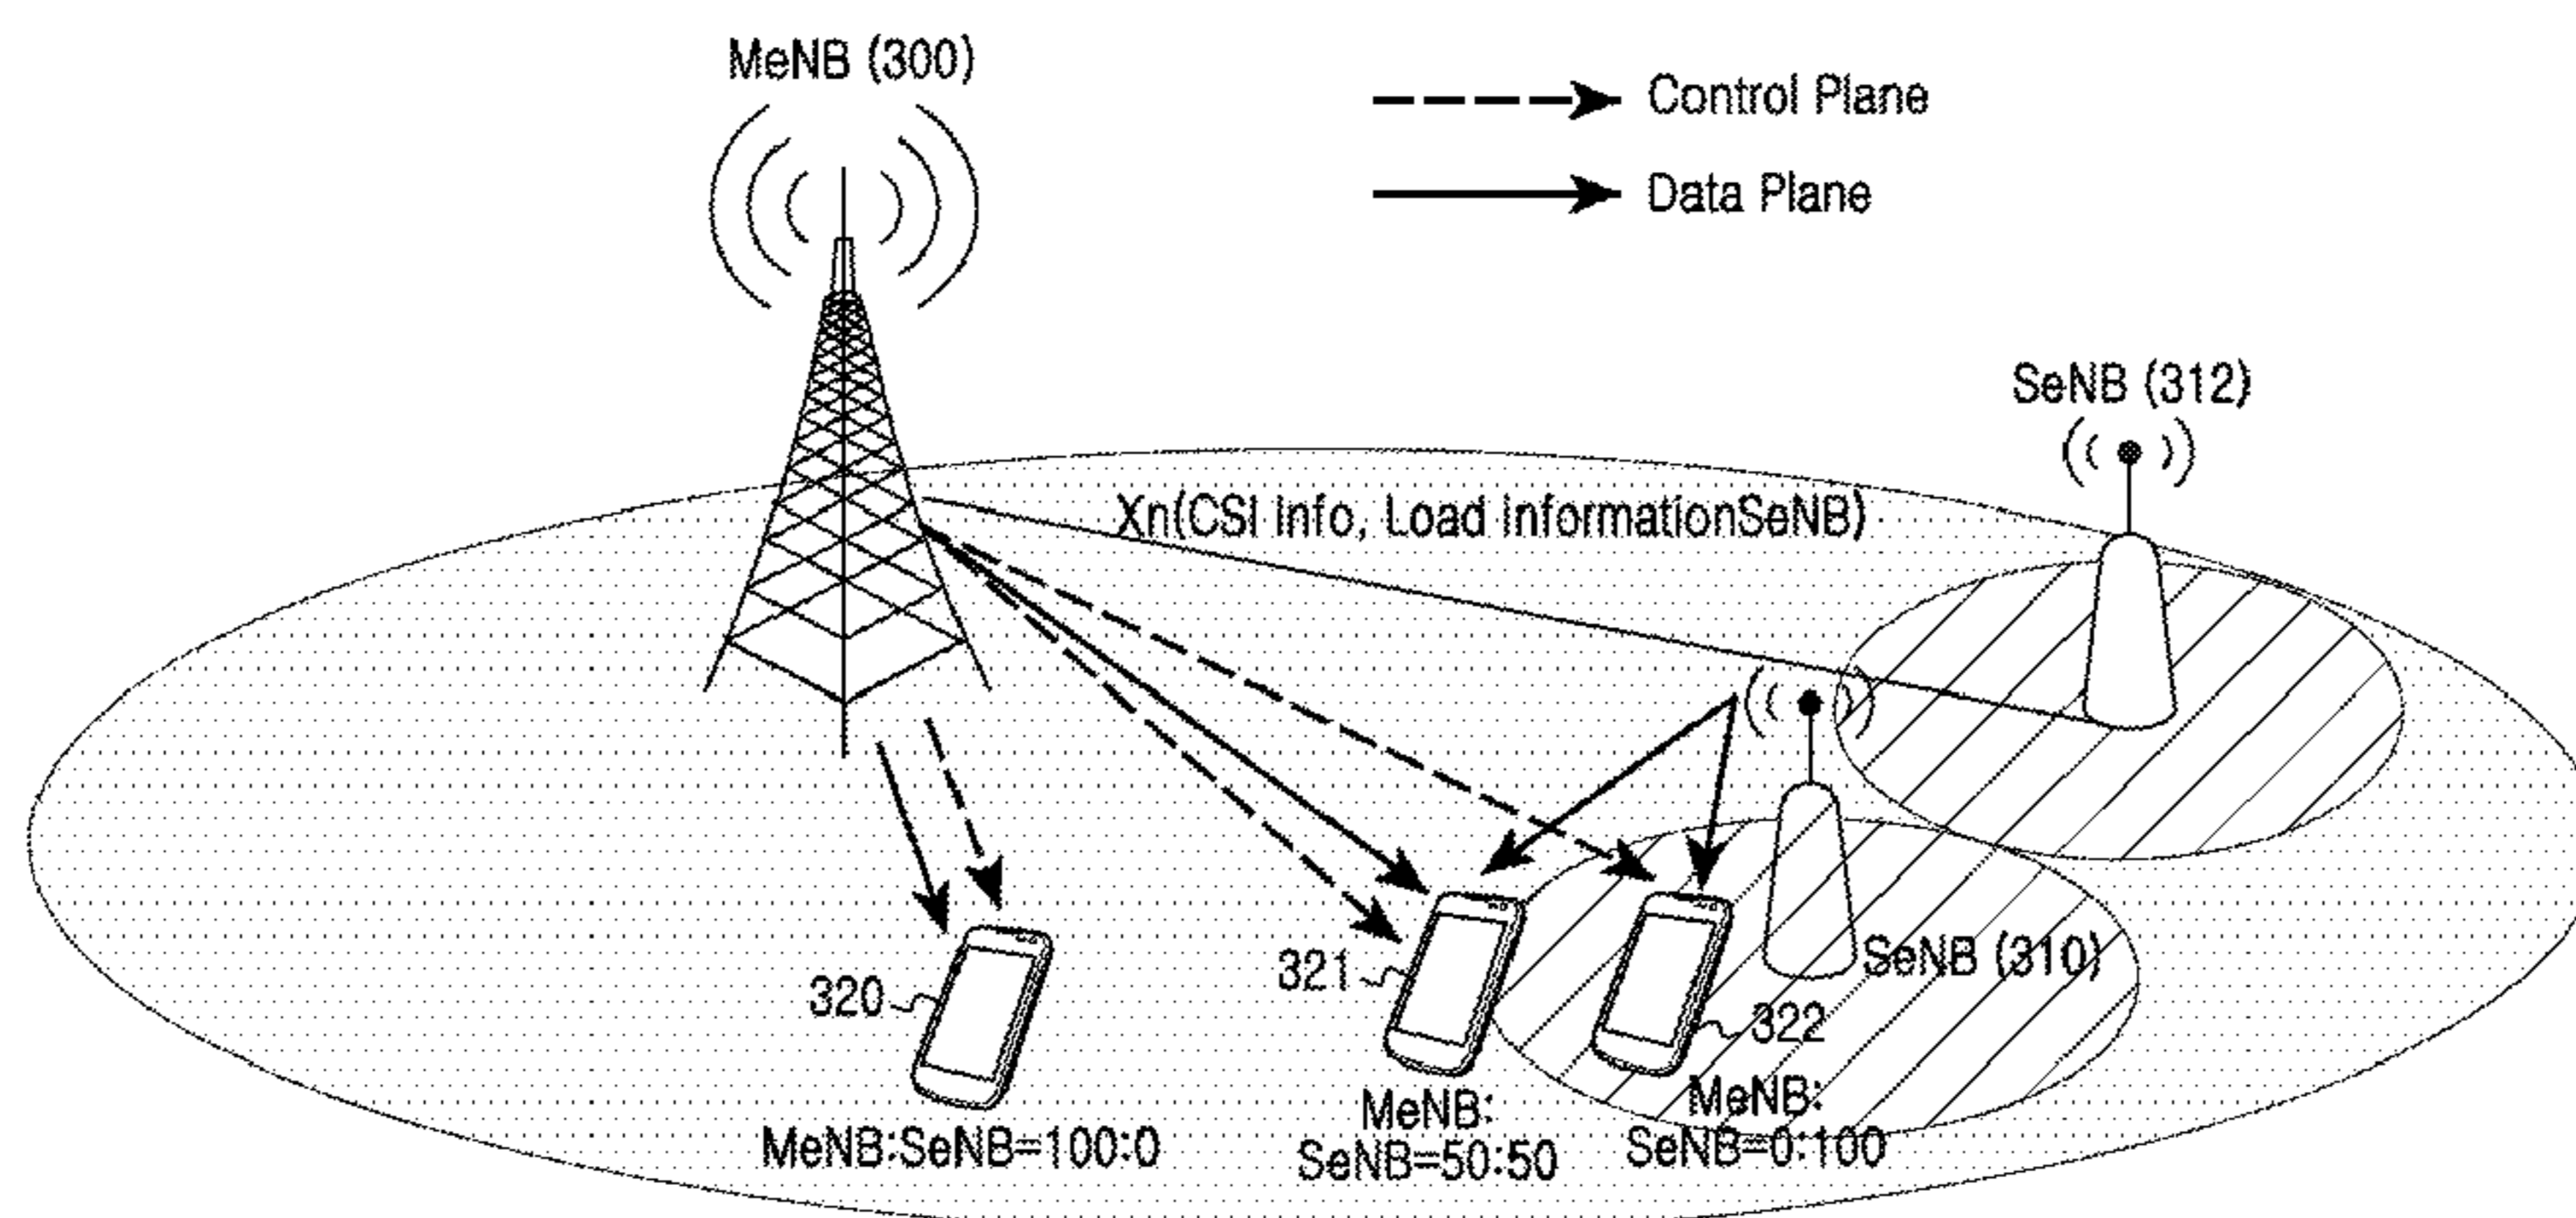 MeNB (300)
Control Plane
Data Plane
SeNB (312)
Xn(CSI info, Load informationSeNB)
SeNB (310)
320
321
322
MeNB:SeNB=100:0
MeNB:
SeNB=50:50
MeNB:
SeNB=0:100